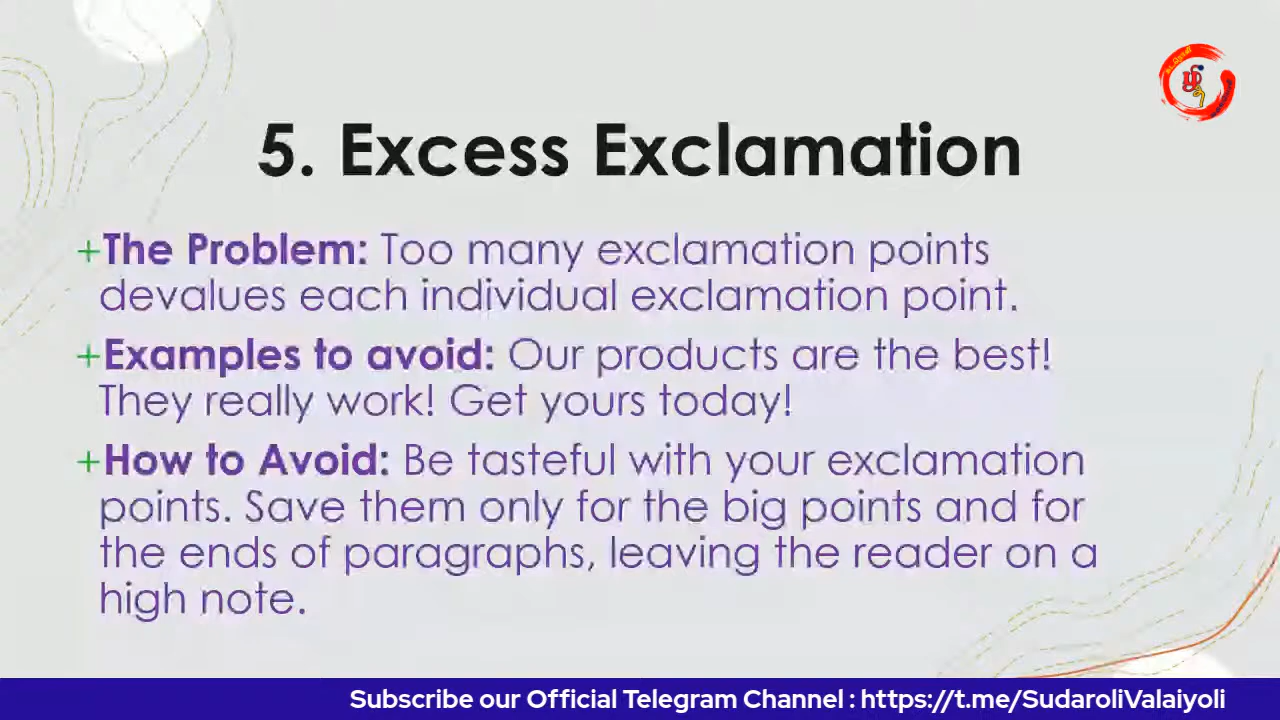 5. Excess Exclamation
+The Problem: Too many exclamation points
devalues each individual exclamation point.
+Examples to avoid: Our products are the best!
They really work! Get yours today!
+How to Avoid: Be tasteful with your exclamation
points. Save them only for the big points and for
the ends of paragraphs, leaving the reader on a
high note.
Subscribe our Official Telegram Channel : https://t.me/SudaroliValaiyoli